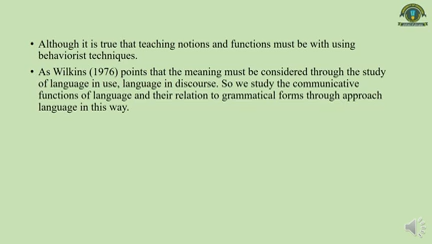 • Although it is true that teaching notions and functions must be with using
behaviorist techniques.
• As Wilkins (1976) points that the meaning must be considered through the study
of language in use, language in discourse. So we study the communicative
functions of language and their relation to grammatical forms through approach
language in this way.